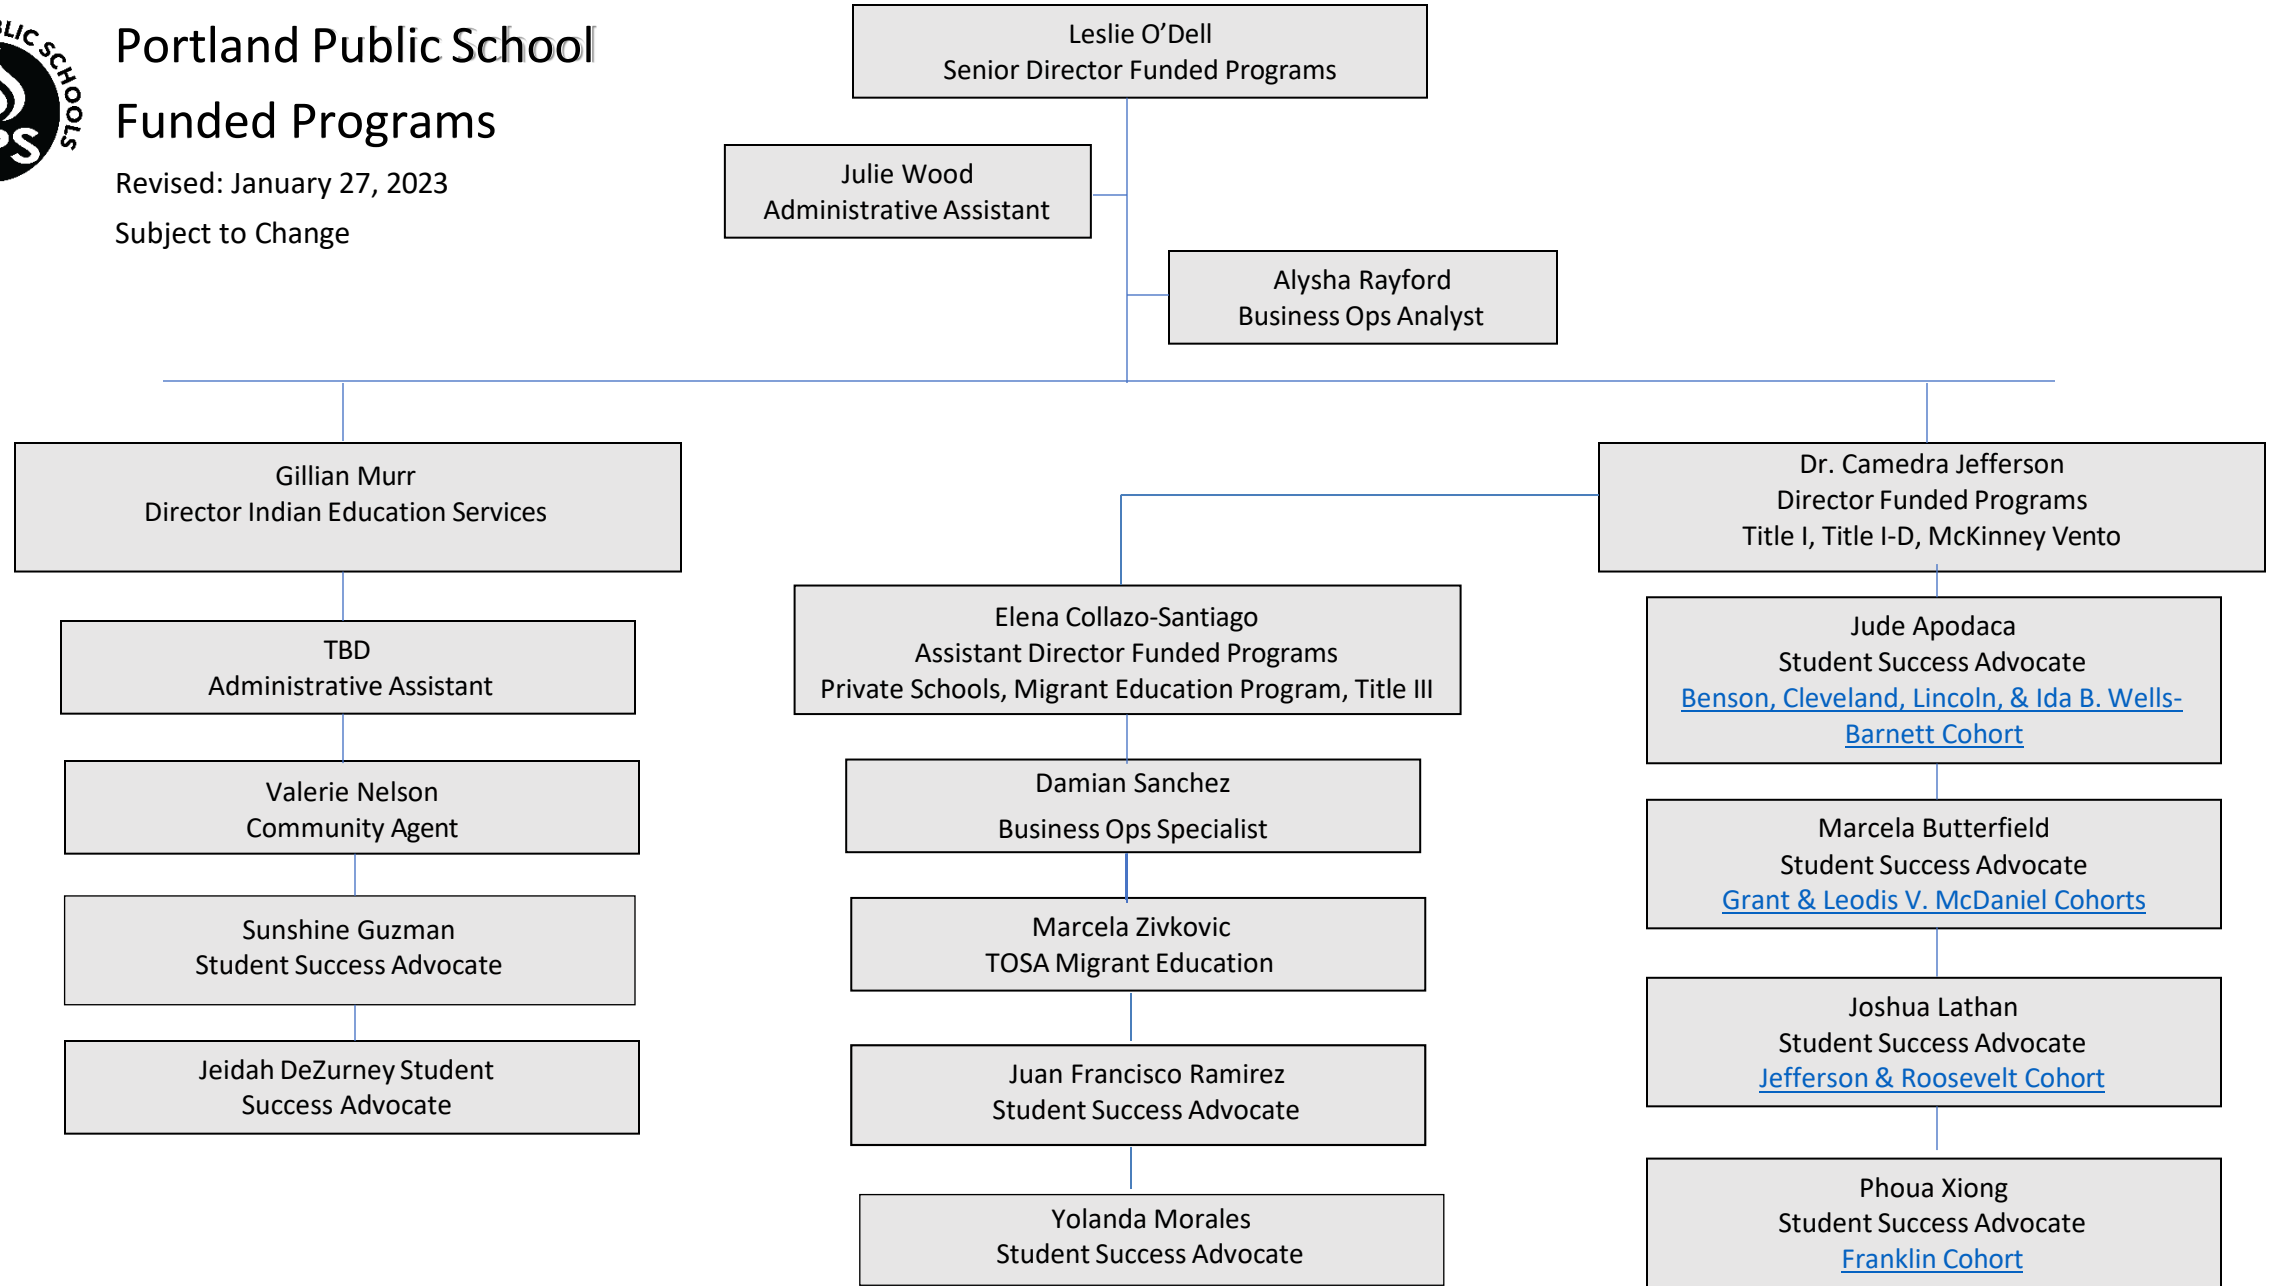 Portland Public School
Funded Programs
Revised: January 27, 2023
Subject to Change
SCHOOLS
Leslie O’Dell
Senior Director Funded Programs
Julie Wood
Administrative Assistant
Alysha Rayford
Business Ops Analyst
Gillian Murr
Director Indian Education Services
TBD
Administrative Assistant
Valerie Nelson
Community Agent
Sunshine Guzman
Student Success Advocate
Jeidah DeZurney Student
Success Advocate
Elena Collazo-Santiago
Assistant Director Funded Programs
Private Schools, Migrant Education Program, Title III
Damian Sanchez
Business Ops Specialist
Marcela Zivkovic
TOSA Migrant Education
Juan Francisco Ramirez
Student Success Advocate
Yolanda Morales
Student Success Advocate
Dr. Camedra Jefferson
Director Funded Programs
Title I, Title I-D, McKinney Vento
Jude Apodaca
Student Success Advocate
Benson, Cleveland, Lincoln, & Ida B. Wells-
Barnett Cohort
Marcela Butterfield
Student Success Advocate
Grant & Leodis V. McDaniel Cohorts
Joshua Lathan
Student Success Advocate
Jefferson & Roosevelt Cohort
Phoua Xiong
Student Success Advocate
Franklin Cohort